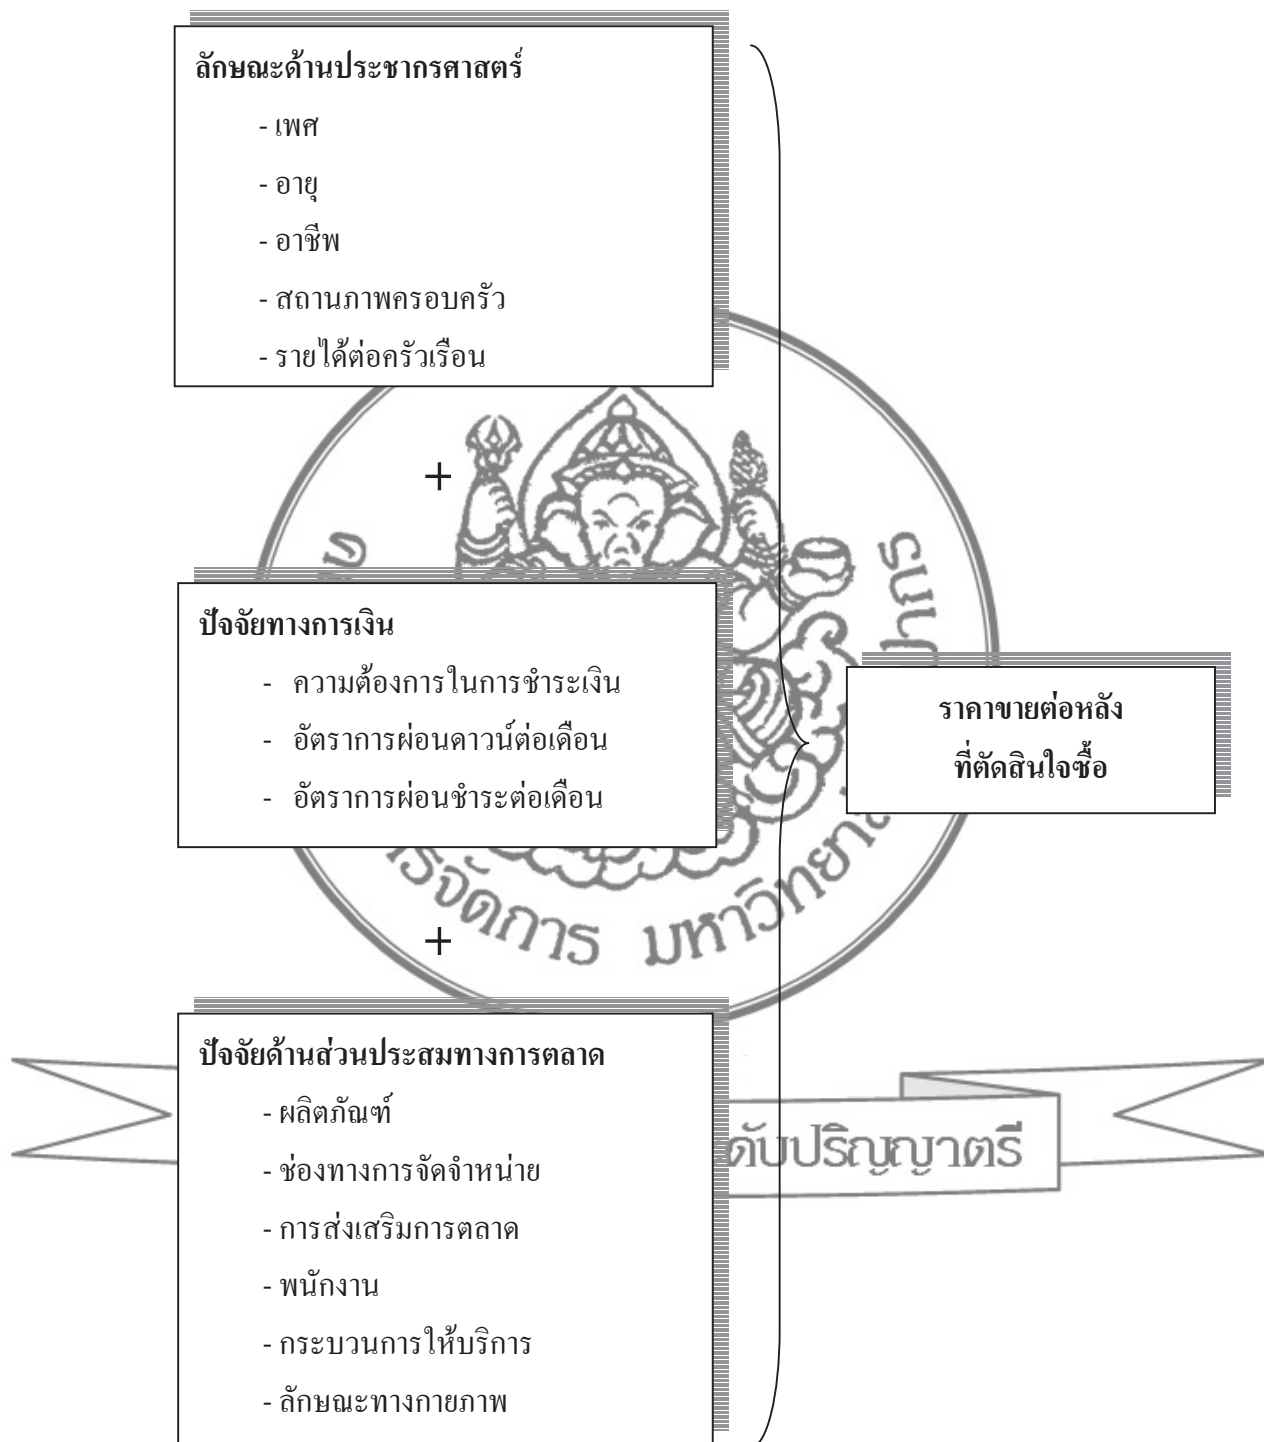 ลักษณะด้านประชากรศาสตร์
- เพศ
- อายุ
- อาชีพ
- สถานภาพครอบครัว
- รายได้ต่อครัวเรือน
+
ปัจจัยทางการเงิน
- ความต้องการในการชำระเงิน
- อัตราการผ่อนดาวน์ต่อเดือน
- อัตราการผ่อนชำระต่อเดือน
ราคาขายต่อหลัง
ที่ตัดสินใจซื้อ
+
ปัจจัยด้านส่วนประสมทางการตลาด
- ผลิตภัณฑ์
- ช่องทางการจัดจำหน่าย
- การส่งเสริมการตลาด
- พนักงาน
- กระบวนการให้บริการ
- ลักษณะทางกายภาพ
จัดการ
ปริญญาตรี